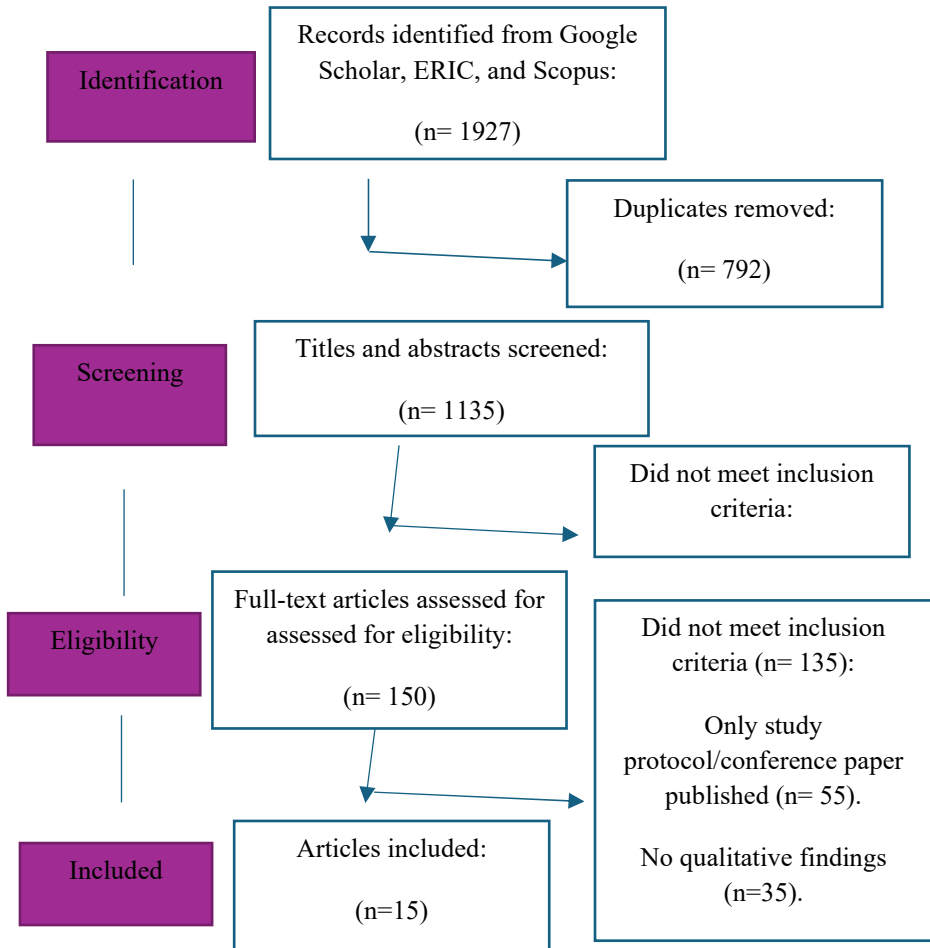 Identification
Records identified from Google
Scholar, ERIC, and Scopus:
(n= 1927)
Duplicates removed:
(n= 792)
Screening
Titles and abstracts screened:
(n= 1135)
Did not meet inclusion
criteria:
Eligibility
Full-text articles assessed for
assessed for eligibility:
(n= 150)
Did not meet inclusion
criteria (n= 135):
Only study
protocol/conference paper
published (n= 55).
No qualitative findings
(n=35).
Included
Articles included:
(n=15)